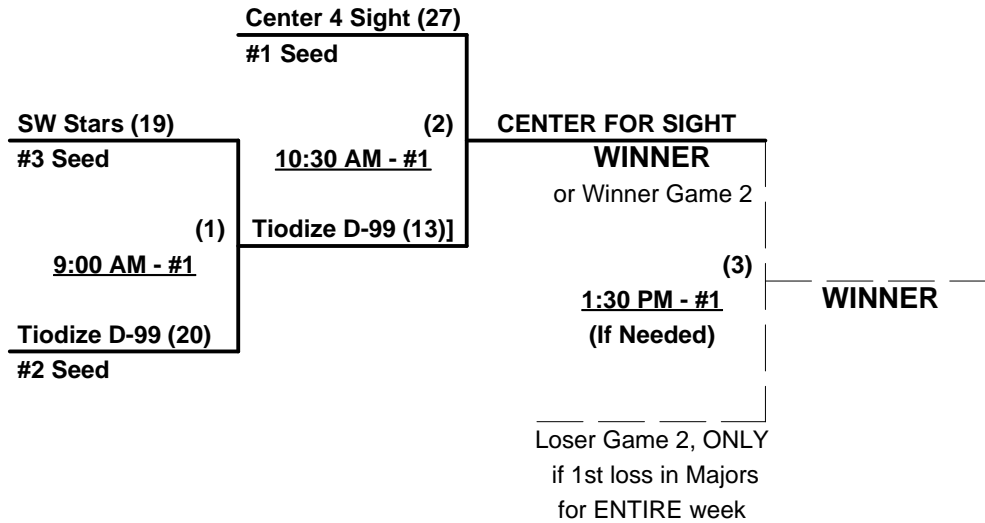 Center 4 Sight (27)
#1 Seed
SW Stars (19)
(2)
CENTER FOR SIGHT
#3 Seed
10:30 AM - #1
WINNER
or Winner Game 2
(1)
Tiodize D-99 (13)]
9:00 AM - #1
(3)
1:30 PM - #1
WINNER
Tiodize D-99 (20)
(If Needed)
#2 Seed
Loser Game 2, ONLY
if 1st loss in Majors
for ENTIRE week